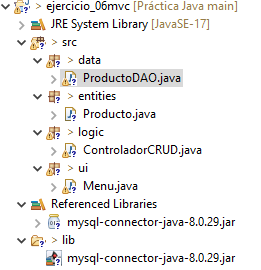 > ejercicio_06mvc [Práctica Java main]
JRE System Library [JavaSE-17]
> src
> data
ProductoDAO.java
> entities
Producto.java
> logic
ControladorCRUD.java
> ui
Menu.java
Referenced Libraries
mysql-connector-java-8.0.29.jar
> lib
mysql-connector-java-8.0.29.jar